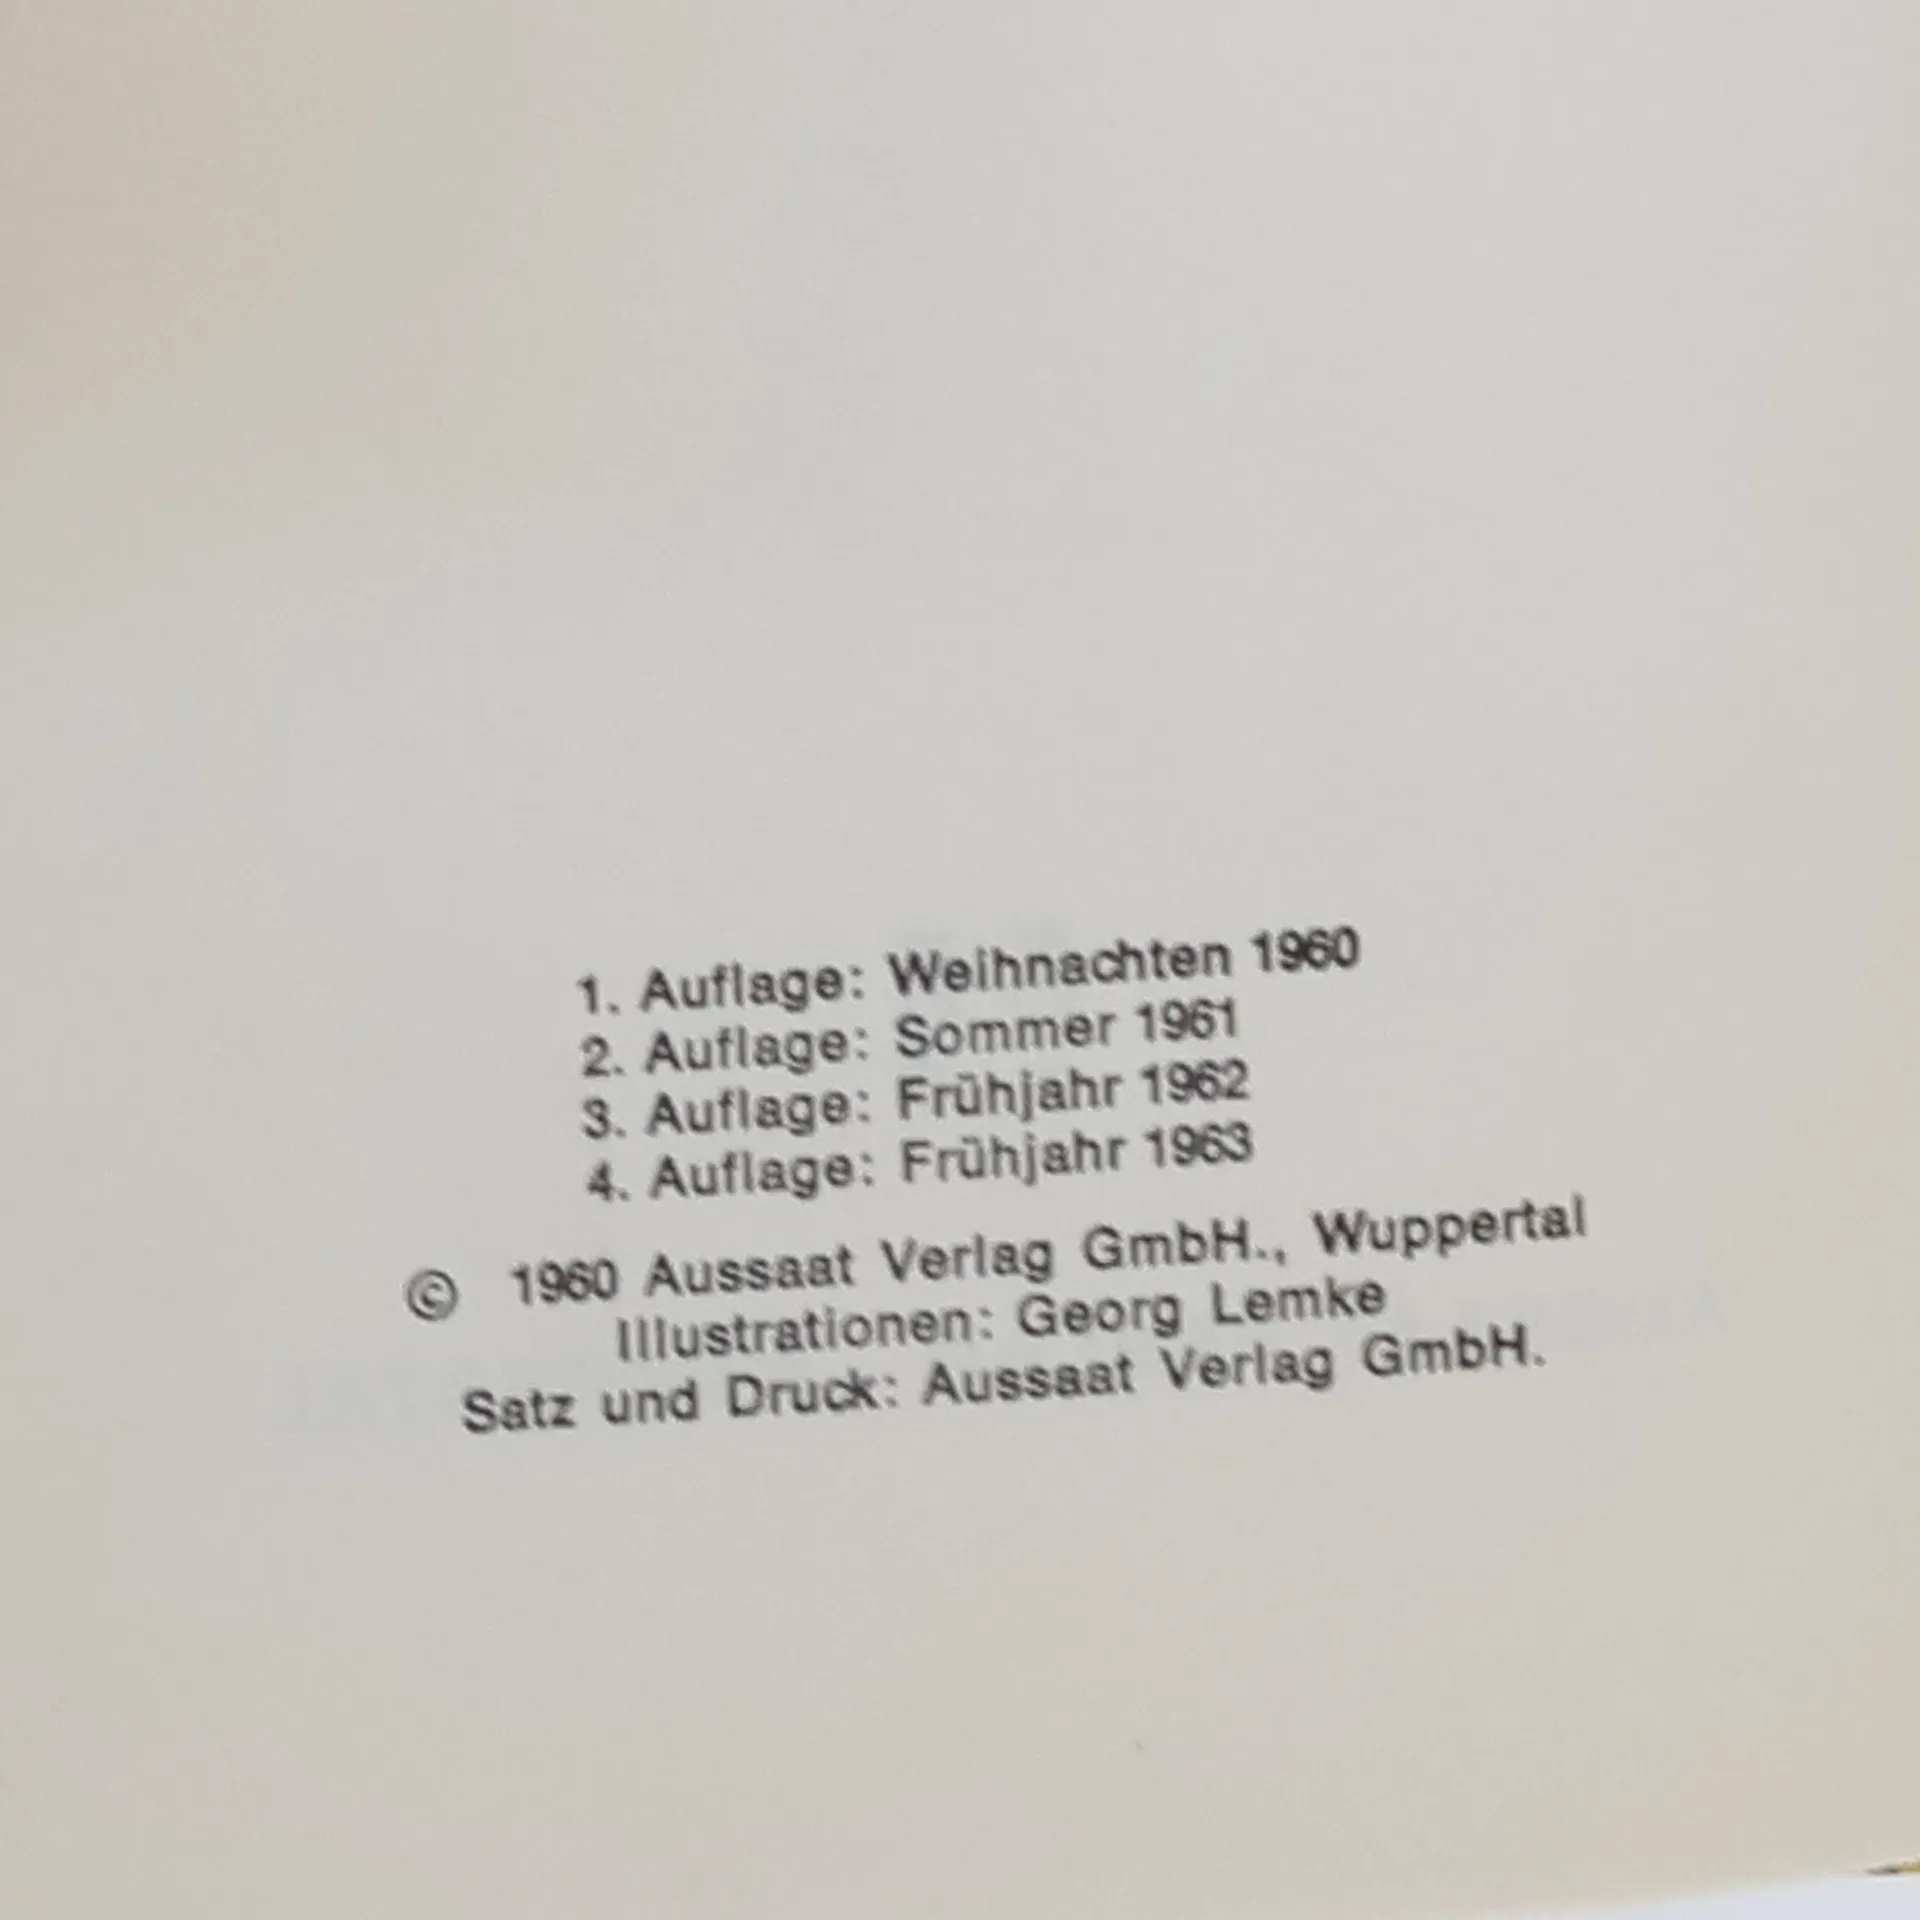 1. Auflage: Weihnachten 1960
2. Auflage: Sommer 1961
3. Auflage: Frühjahr 1962
4. Auflage: Frühjahr 1963
© 1960 Aussaat Verlag GmbH., Wuppertal
Illustrationen: Georg Lemke
Satz und Druck: Aussaat Verlag GmbH.